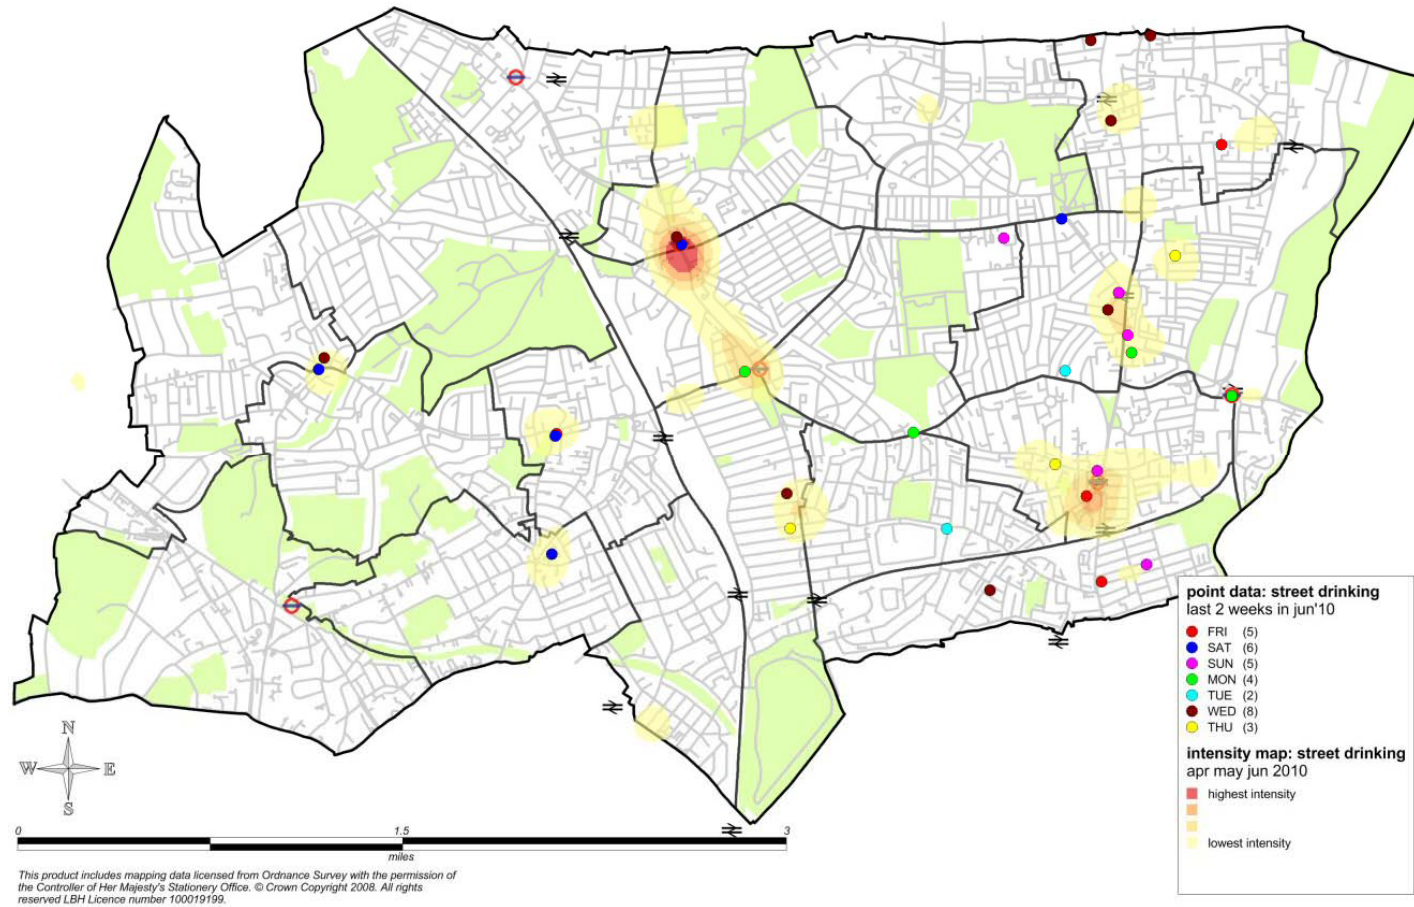 point data: street drinking
last 2 weeks in jun'10
FRI (5)
SAT (6)
SUN (5)
MON (4)
TUE (2)
WED (8)
THU (3)
intensity map: street drinking
apr may jun 2010
highest intensity
lowest intensity
N
W E
S
0 1.5 3
miles
This product includes mapping data licensed from Ordnance Survey with the permission of
the Controller of Her Majesty's Stationery Office. © Crown Copyright 2008. All rights
reserved LBH Licence number 100019199.